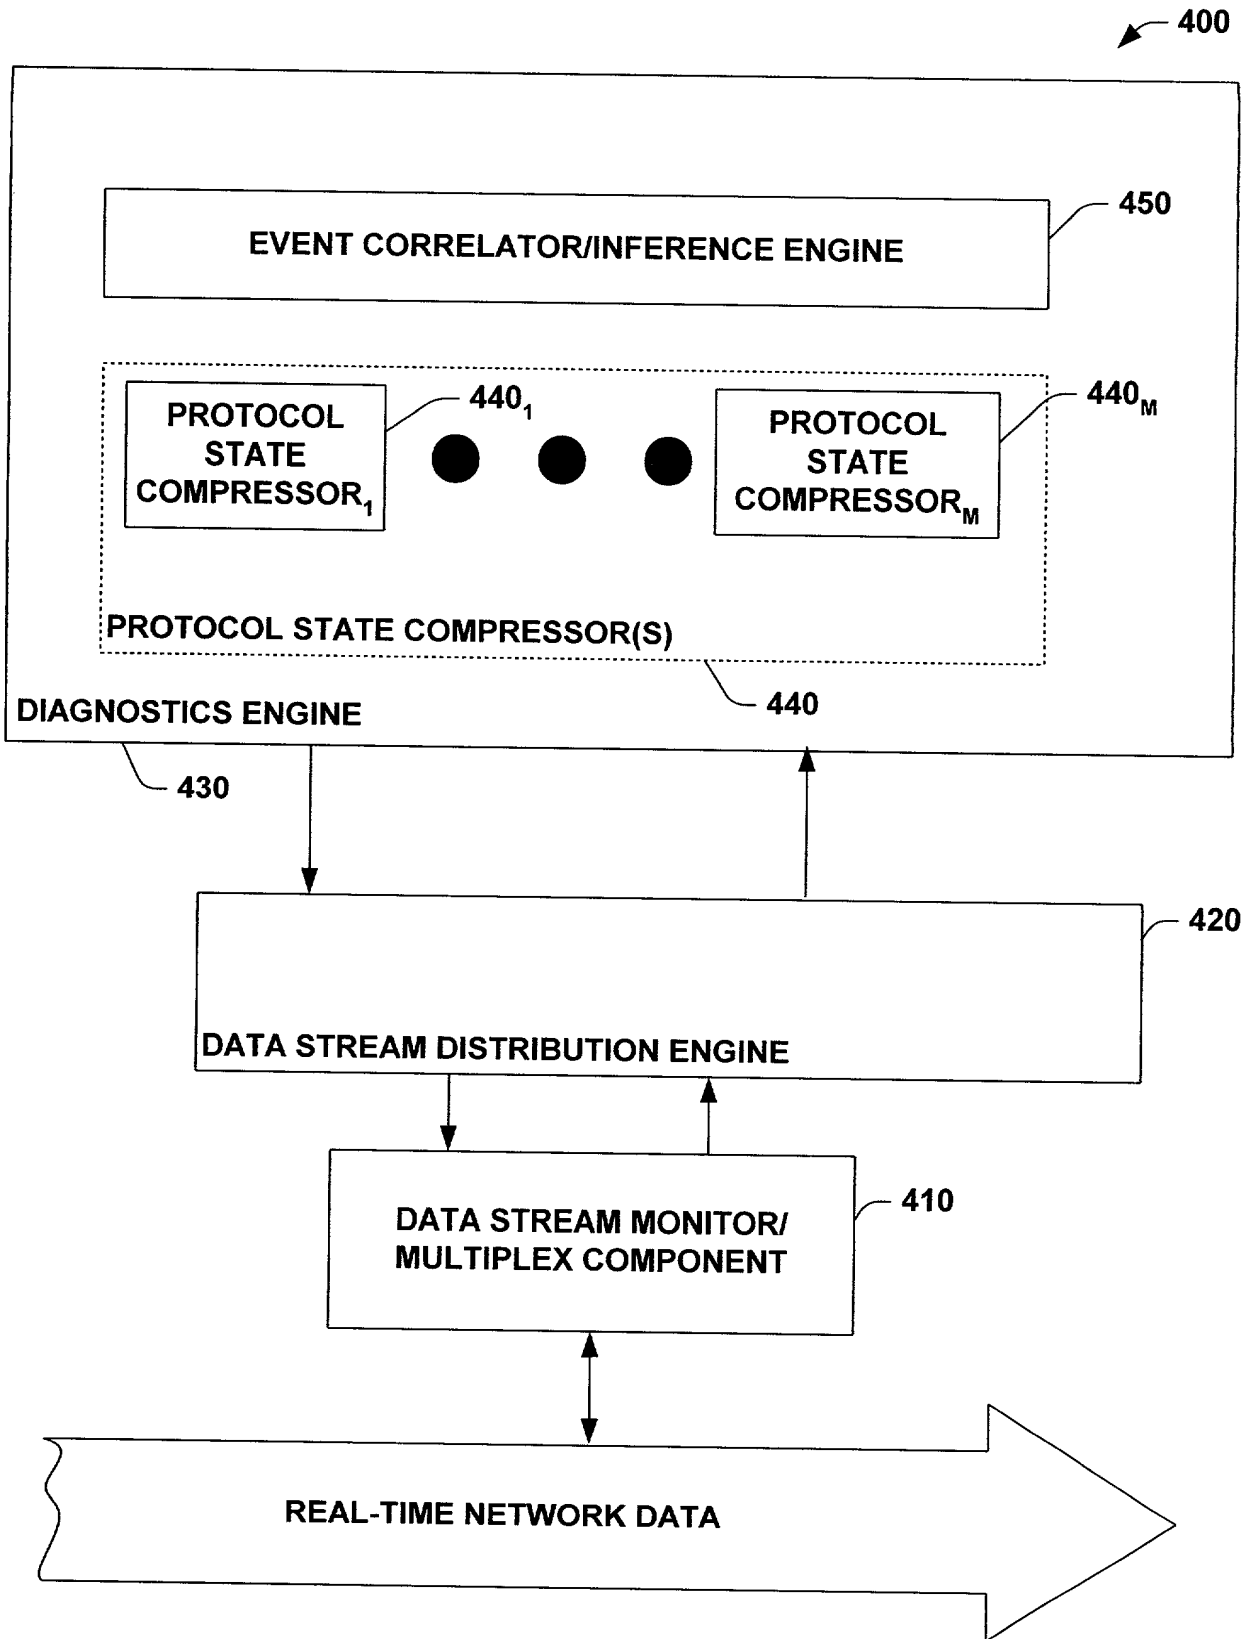 400
EVENT CORRELATOR/INFERENCE ENGINE
450
PROTOCOL
STATE
COMPRESSOR₁
440₁
PROTOCOL
STATE
COMPRESSORM
440M
PROTOCOL STATE COMPRESSOR(S)
440
DIAGNOSTICS ENGINE
430
420
DATA STREAM DISTRIBUTION ENGINE
DATA STREAM MONITOR/
MULTIPLEX COMPONENT
410
REAL-TIME NETWORK DATA